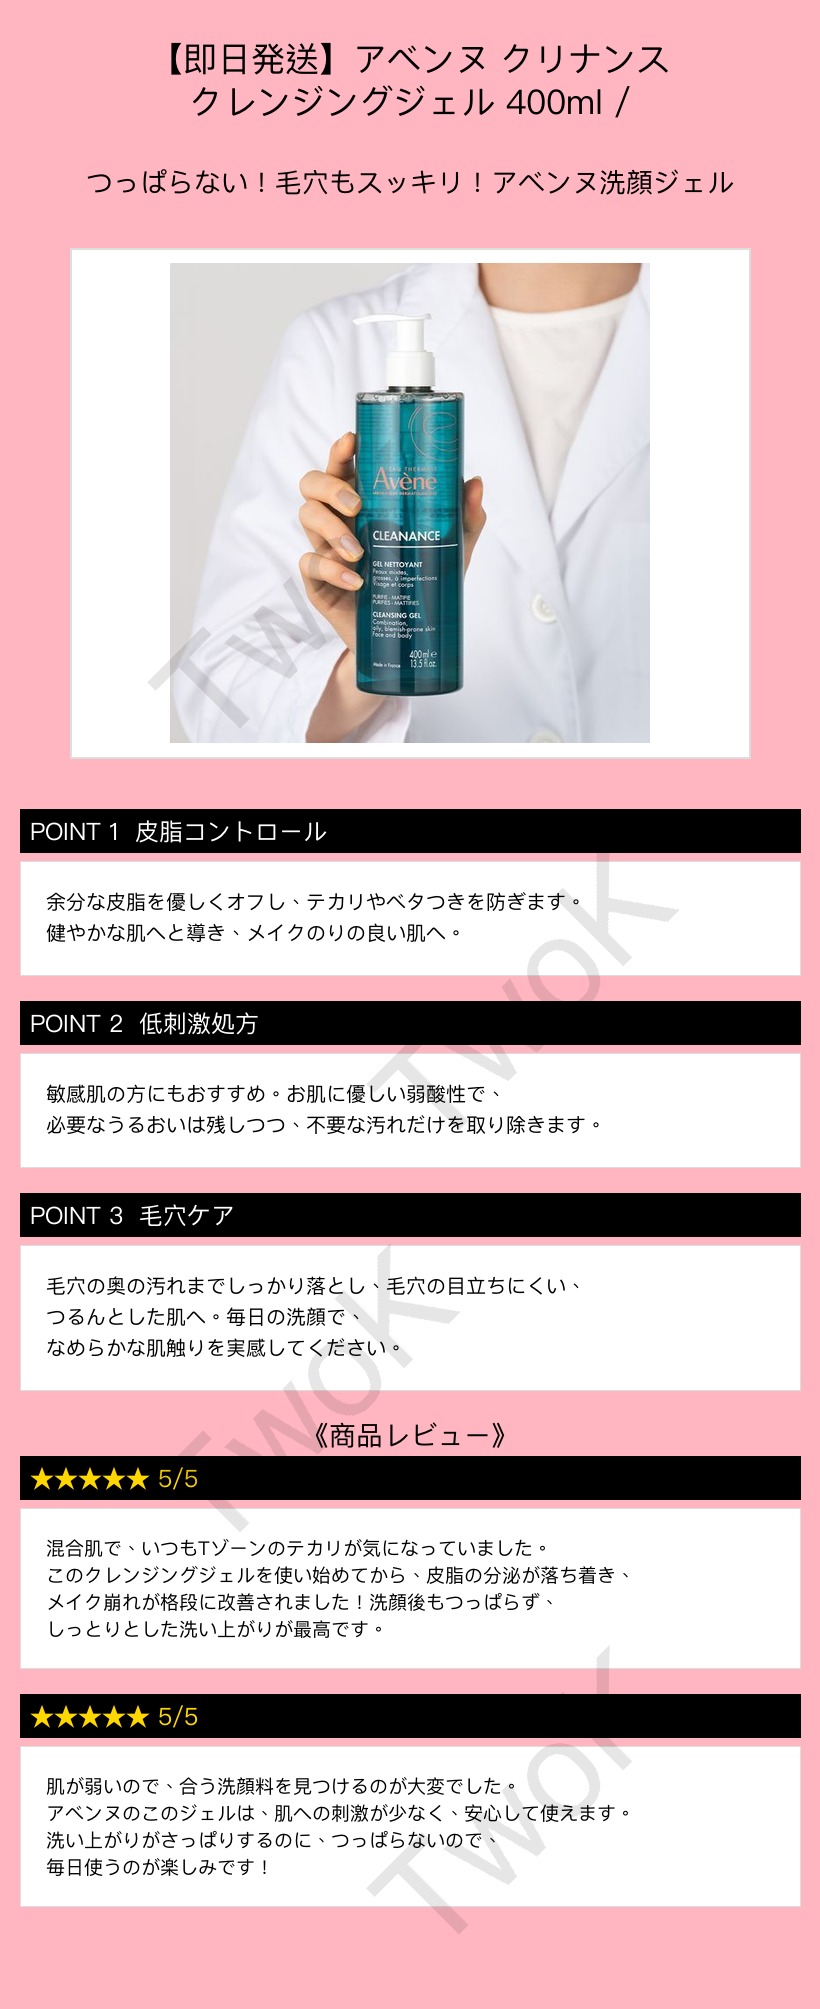 【即日発送】アベンヌ クリナンス
クレンジングジェル 400ml /
つっぱらない！毛穴もスッキリ！アベンヌ洗顔ジェル
EAU THERMALE
Avène
CLEANANCE
GEL NETTOYANT
Peaux mixtes,
grasses, à imperfections
Visage et corps
PURIFIE - MATIFIE
PURIFIES - MATTIFIES
CLEANSING GEL
Combination,
oily, blemish-prone skin
Face and body
400 ml e
Made in France 13.5 fl.oz.
TwoK
POINT 1 皮脂コントロール
余分な皮脂を優しくオフし、テカリやベタつきを防ぎます。
健やかな肌へと導き、メイクのりの良い肌へ。
TwoK
POINT 2 低刺激処方
敏感肌の方にもおすすめ。お肌に優しい弱酸性で、
必要なうるおいは残しつつ、不要な汚れだけを取り除きます。
POINT 3 毛穴ケア
毛穴の奥の汚れまでしっかり落とし、毛穴の目立ちにくい、
つるんとした肌へ。毎日の洗顔で、
なめらかな肌触りを実感してください。
TwoK
《商品レビュー》
★★★★★ 5/5
混合肌で、いつもTゾーンのテカリが気になっていました。
このクレンジングジェルを使い始めてから、皮脂の分泌が落ち着き、
メイク崩れが格段に改善されました！洗顔後もつっぱらず、
しっとりとした洗い上がりが最高です。
★★★★★ 5/5
肌が弱いので、合う洗顔料を見つけるのが大変でした。
アベンヌのこのジェルは、肌への刺激が少なく、安心して使えます。
洗い上がりがさっぱりするのに、つっぱらないので、
毎日使うのが楽しみです！
TwoK